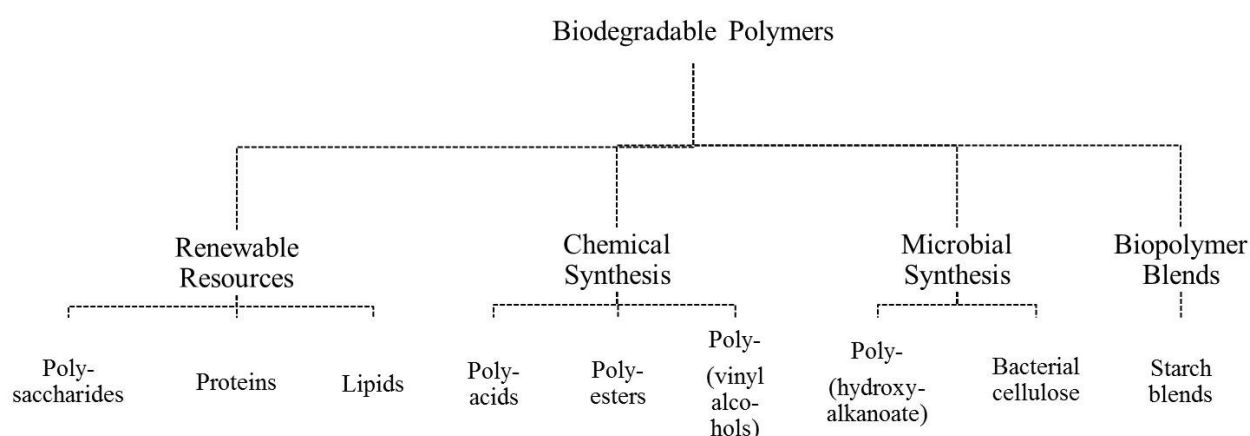 Biodegradable Polymers
Renewable
Resources
Chemical
Synthesis
Microbial
Synthesis
Biopolymer
Blends
Poly-
saccharides
Proteins
Lipids
Poly-
acids
Poly-
esters
Poly-
(vinyl
alco-
hols)
Poly-
(hydroxy-
alkanoate)
Bacterial
cellulose
Starch
blends